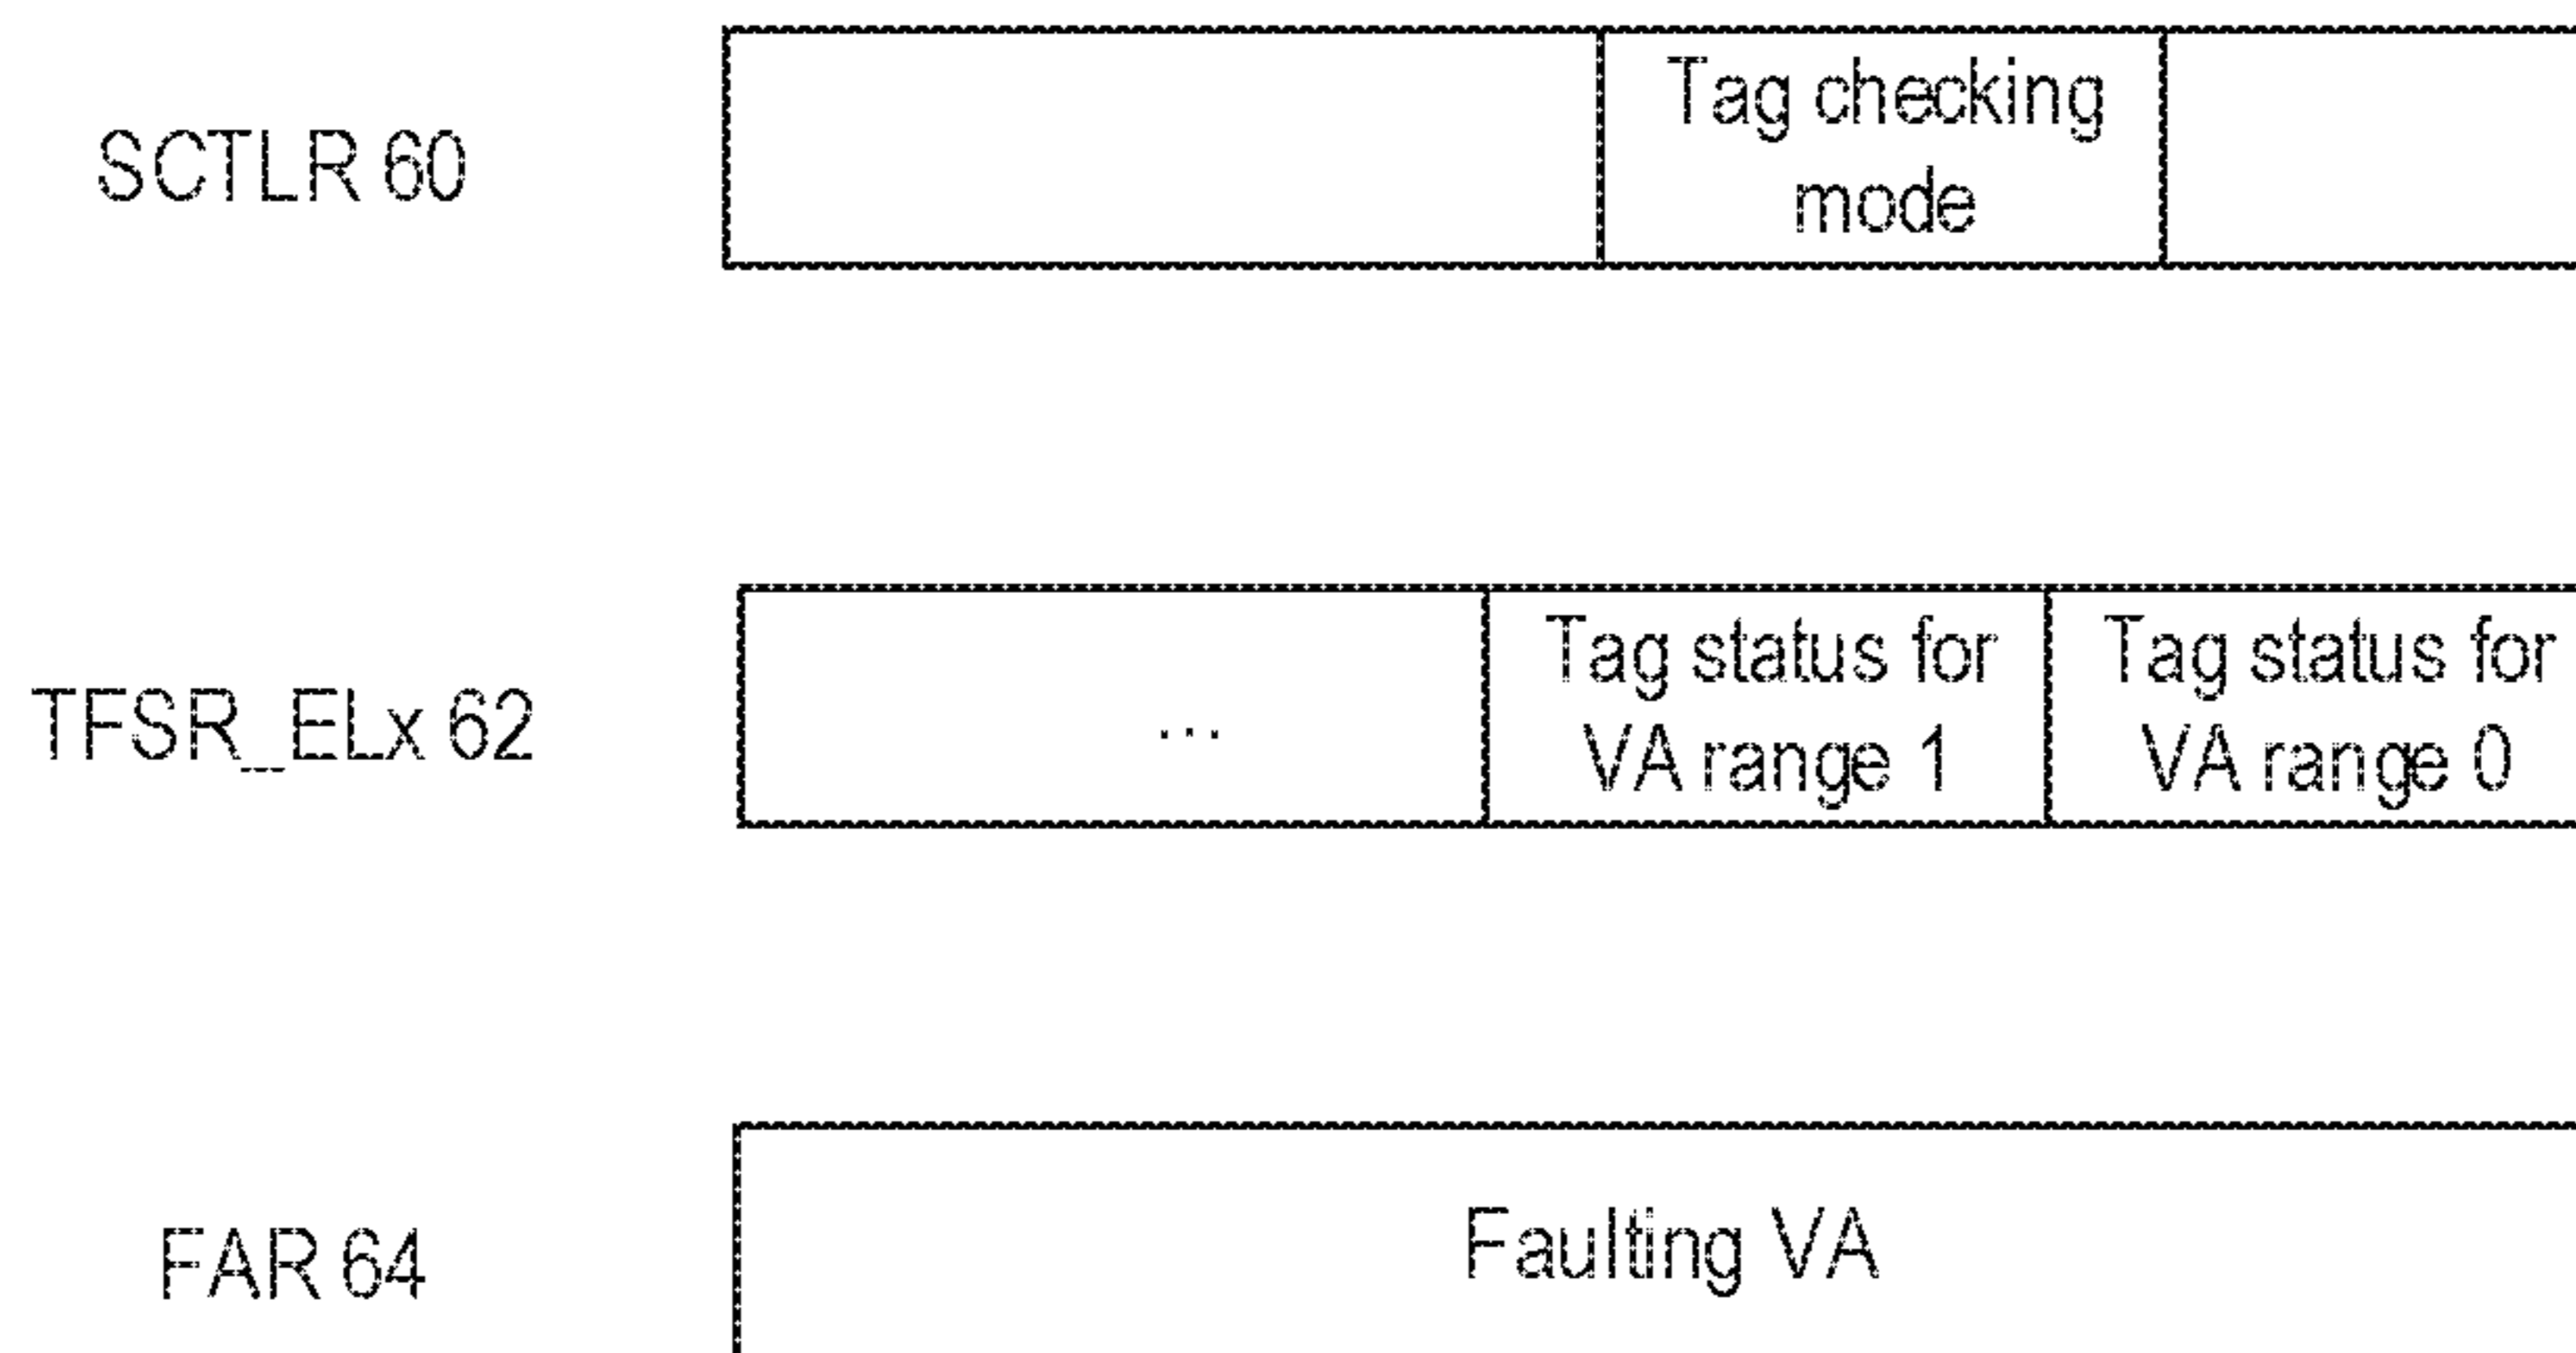 SCTLR 60
Tag checking
mode
TFSR_ELx 62
...
Tag status for
VA range 1
Tag status for
VA range 0
FAR 64
Faulting VA